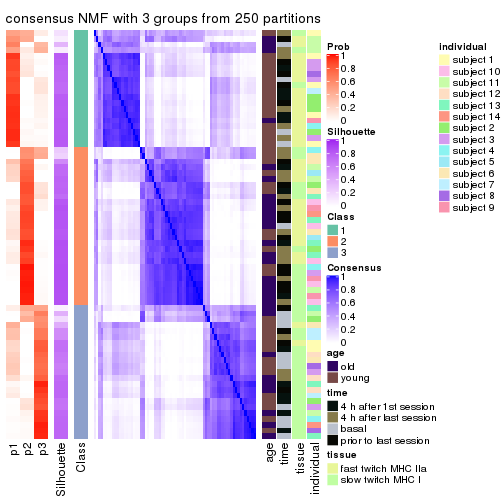 consensus NMF with 3 groups from 250 partitions
Prob
1
0.8
0.6
0.4
0.2
0
Silhouette
1
0.8
0.6
0.4
0.2
0
Class
1
2
3
Consensus
1
0.8
0.6
0.4
0.2
0
age
old
young
time
4 h after 1st session
4 h after last session
basal
prior to last session
tissue
fast twitch MHC IIa
slow twitch MHC I
individual
subject 1
subject 10
subject 11
subject 12
subject 13
subject 14
subject 2
subject 3
subject 4
subject 5
subject 6
subject 7
subject 8
subject 9
p1
p2
p3
Silhouette
Class
age
time
tissue
individual